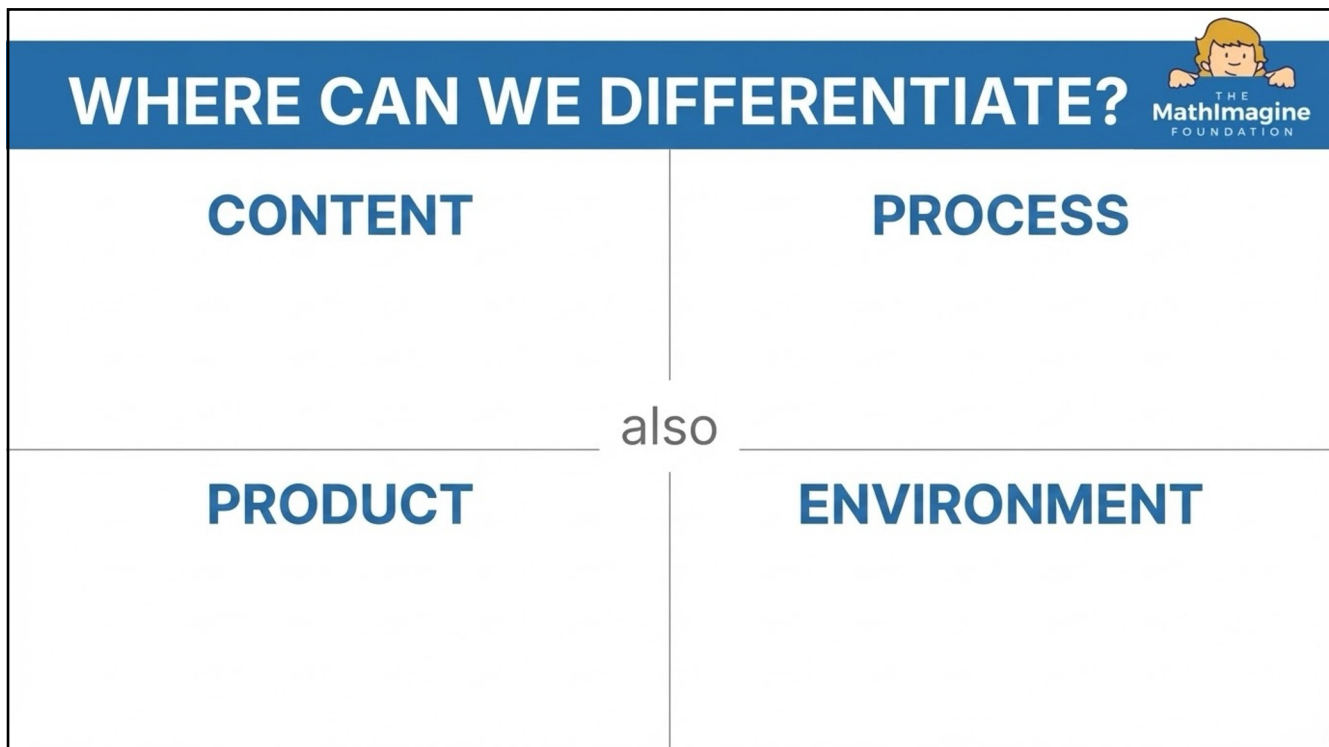 WHERE CAN WE DIFFERENTIATE?
THE
MathImagine
FOUNDATION
CONTENT
PROCESS
also
PRODUCT
ENVIRONMENT